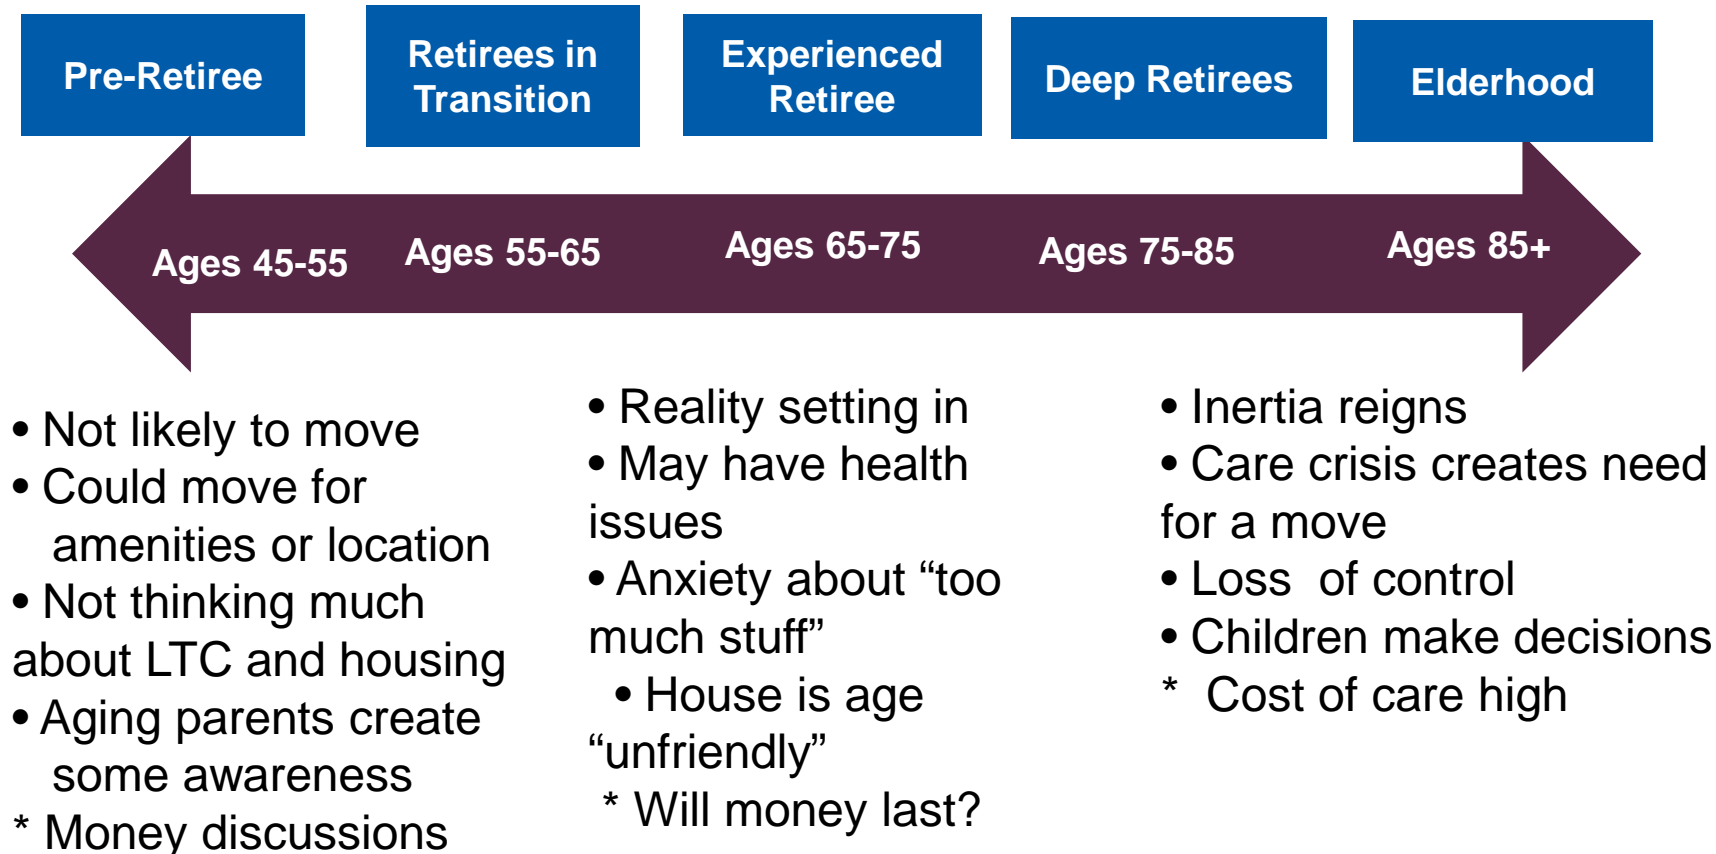 Pre-Retiree
Retirees in
Transition
Experienced
Retiree
Deep Retirees
Elderhood
Ages 45-55
Ages 55-65
Ages 65-75
Ages 75-85
Ages 85+
• Not likely to move
• Could move for
amenities or location
• Not thinking much
about LTC and housing
• Aging parents create
some awareness
* Money discussions
• Reality setting in
• May have health
issues
• Anxiety about “too
much stuff”
• House is age
“unfriendly”
* Will money last?
• Inertia reigns
• Care crisis creates need
for a move
• Loss  of control
• Children make decisions
*  Cost of care high